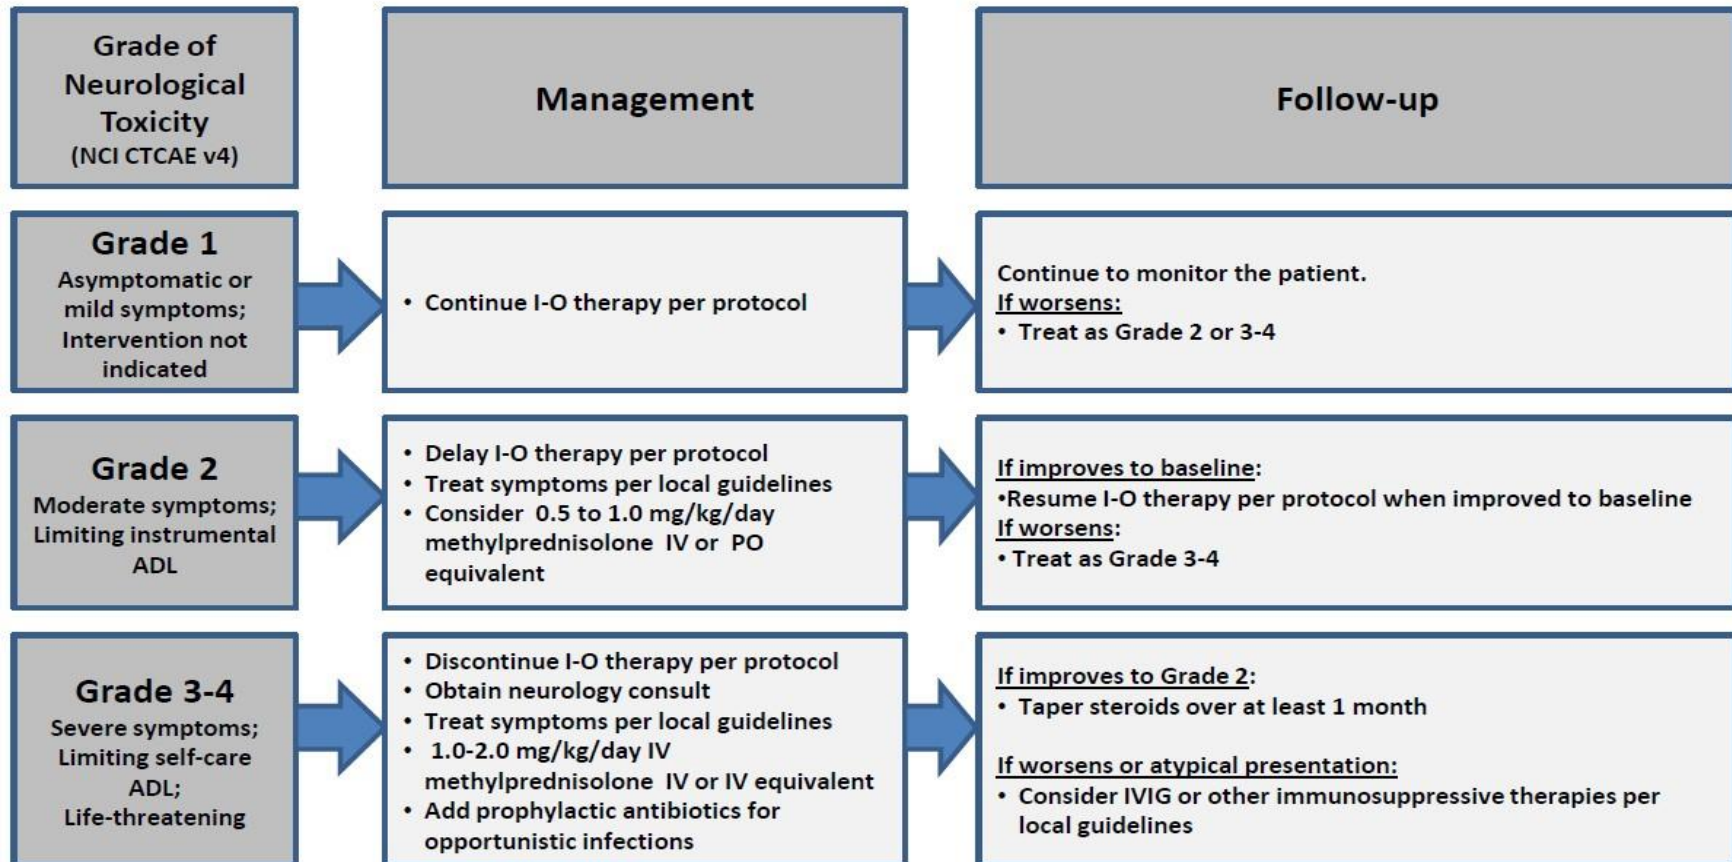 Grade of
Neurological
Toxicity
(NCI CTCAE v4)
Management
Follow-up
Grade 1
Asymptomatic or
mild symptoms;
Intervention not
indicated
• Continue I-O therapy per protocol
Continue to monitor the patient.
If worsens:
• Treat as Grade 2 or 3-4
Grade 2
Moderate symptoms;
Limiting instrumental
ADL
• Delay I-O therapy per protocol
• Treat symptoms per local guidelines
• Consider 0.5 to 1.0 mg/kg/day
methylprednisolone IV or PO
equivalent
If improves to baseline:
•Resume I-O therapy per protocol when improved to baseline
If worsens:
• Treat as Grade 3-4
Grade 3-4
Severe symptoms;
Limiting self-care
ADL;
Life-threatening
• Discontinue I-O therapy per protocol
• Obtain neurology consult
• Treat symptoms per local guidelines
• 1.0-2.0 mg/kg/day IV
methylprednisolone IV or IV equivalent
• Add prophylactic antibiotics for
opportunistic infections
If improves to Grade 2:
• Taper steroids over at least 1 month
If worsens or atypical presentation:
• Consider IVIG or other immunosuppressive therapies per
local guidelines